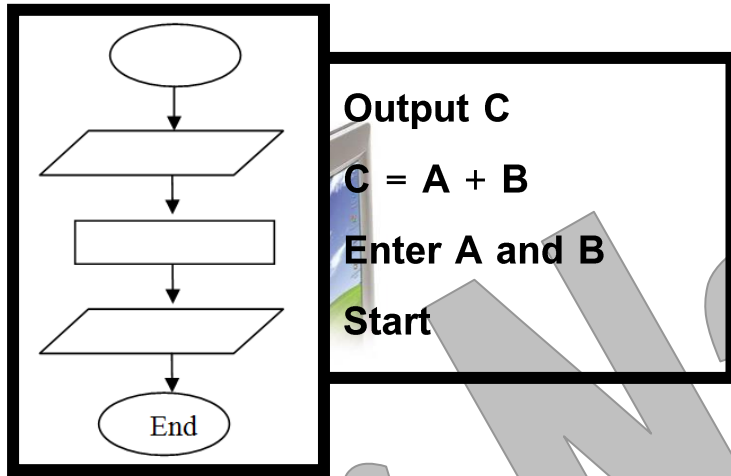 Output C
C = A + B
Enter A and B
Start
End